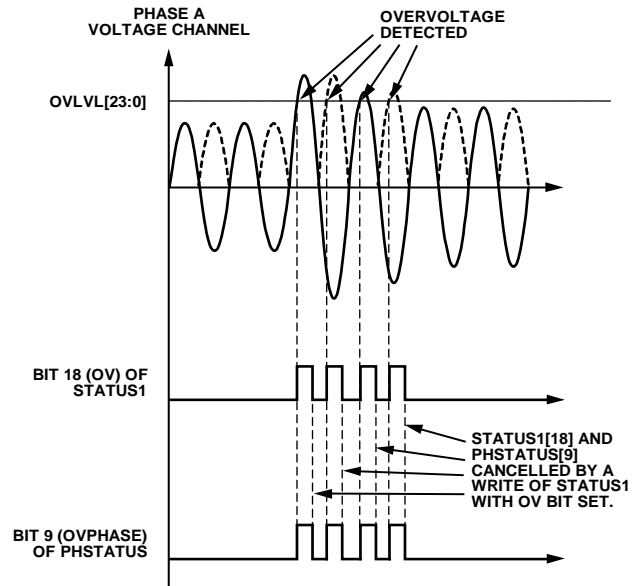 PHASE A
VOLTAGE CHANNEL
OVERVOLTAGE
DETECTED
OVLVL[23:0]
BIT 18 (OV) OF
STATUS1
STATUS1[18] AND
PHSTATUS[9]
CANCELLED BY A
WRITE OF STATUS1
WITH OV BIT SET.
BIT 9 (OVPHASE)
OF PHSTATUS